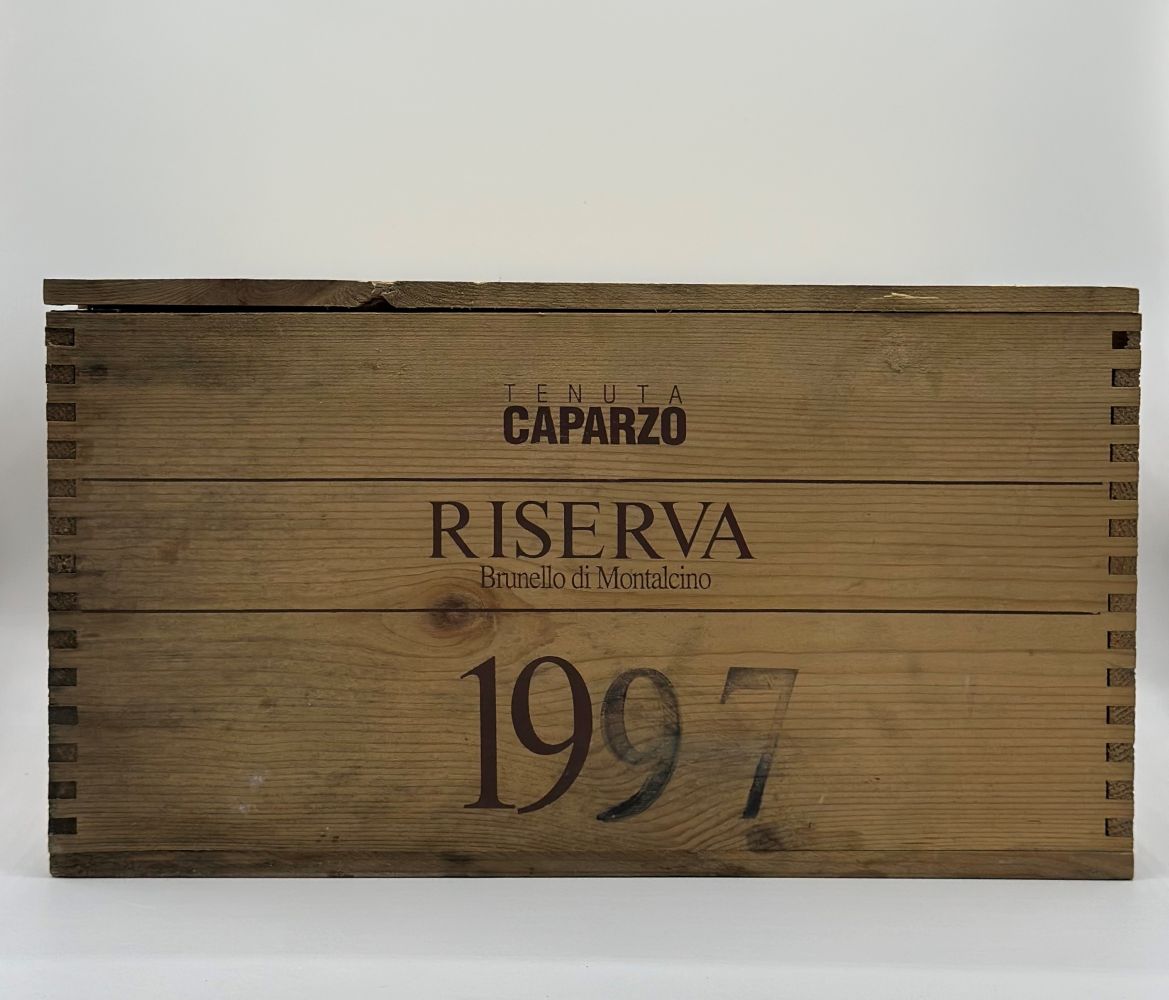 TENUTA
CAPARZO
RISERVA
Brunello di Montalcino
1997